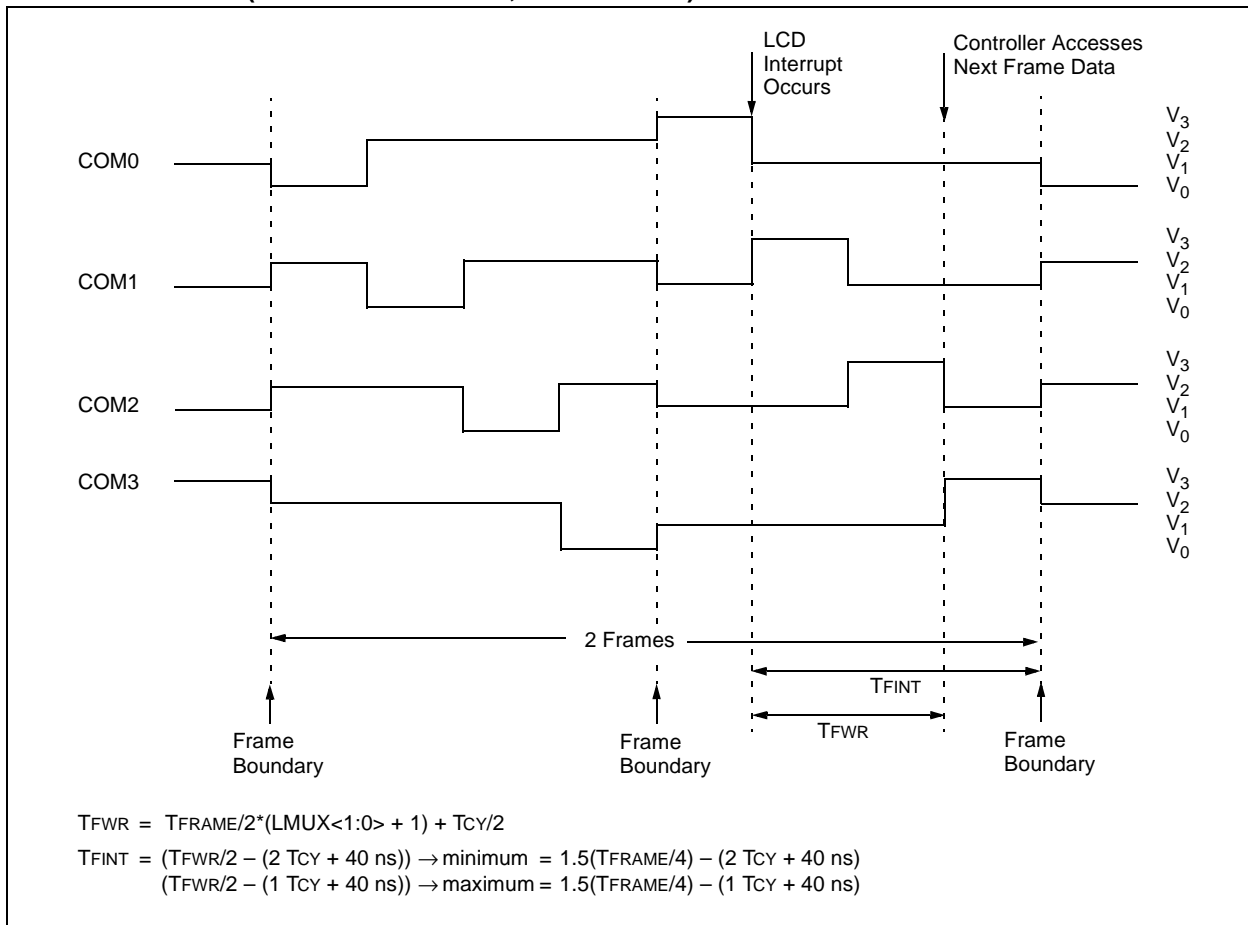 LCD
Interrupt
Occurs
Controller Accesses
Next Frame Data
COM0
V3
V2
V1
V0
COM1
V3
V2
V1
V0
COM2
V3
V2
V1
V0
COM3
V3
V2
V1
V0
2 Frames
TFINT
TFWR
Frame
Boundary
Frame
Boundary
Frame
Boundary
TFWR = TFRAME/2*(LMUX<1:0> + 1) + TCY/2
TFINT = (TFWR/2 – (2 TCY + 40 ns)) → minimum = 1.5(TFRAME/4) – (2 TCY + 40 ns)
(TFWR/2 – (1 TCY + 40 ns)) → maximum = 1.5(TFRAME/4) – (1 TCY + 40 ns)